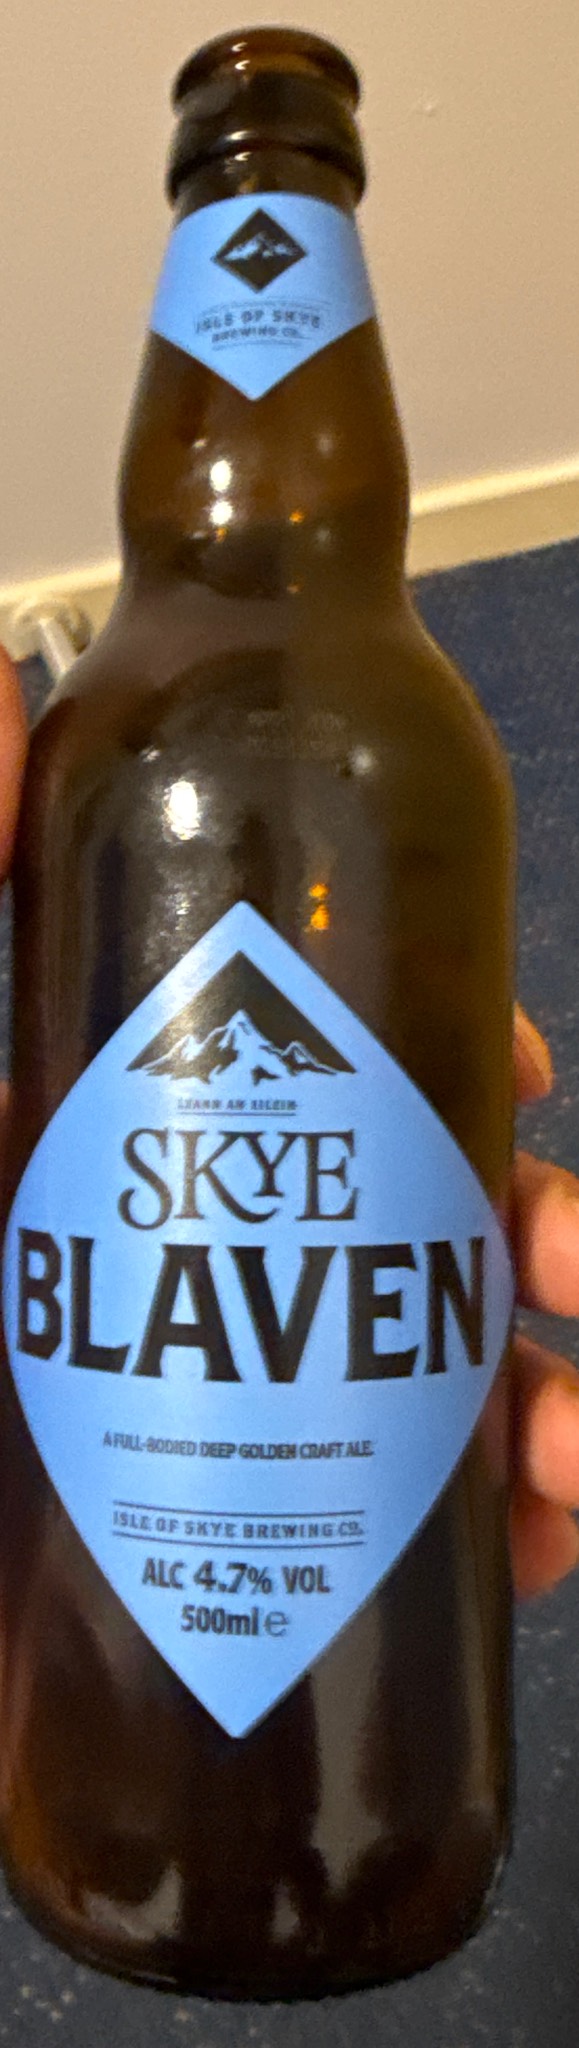 ISLE OF SKYE
BREWING CO.
LEANN AN EILEIN
SKYE
BLAVEN
A FULL-BODIED DEEP GOLDEN CRAFT ALE.
ISLE OF SKYE BREWING CO.
ALC 4.7% VOL
500ml e